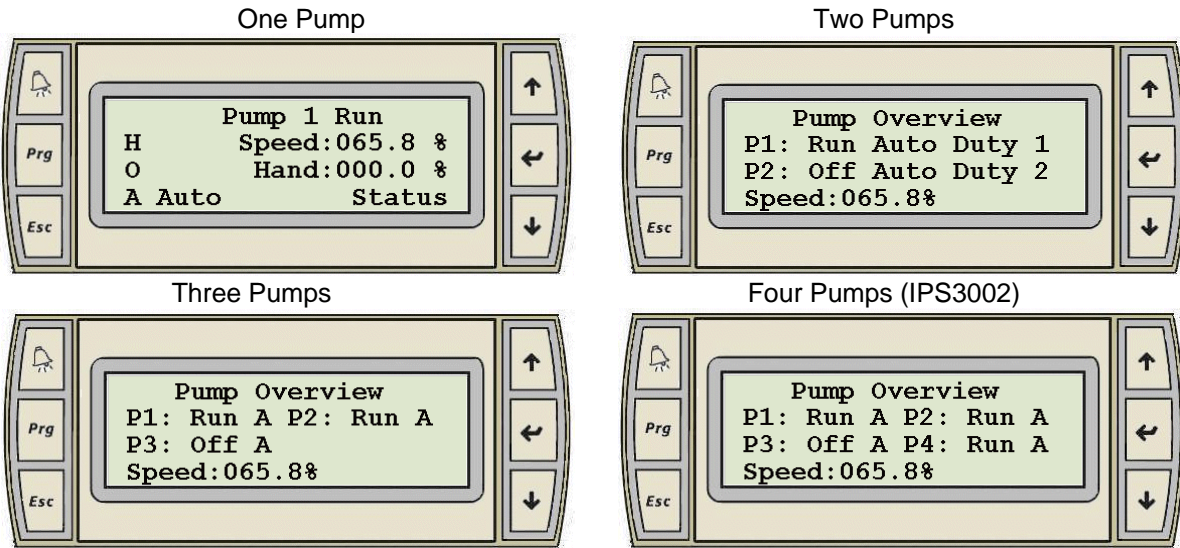 One Pump
Pump 1 Run
H Speed:065.8 %
O Hand:000.0 %
A Auto Status
Prg
Esc
Two Pumps
Pump Overview
P1: Run Auto Duty 1
P2: Off Auto Duty 2
Speed:065.8%
Prg
Esc
Three Pumps
Pump Overview
P1: Run A P2: Run A
P3: Off A
Speed:065.8%
Prg
Esc
Four Pumps (IPS3002)
Pump Overview
P1: Run A P2: Run A
P3: Off A P4: Run A
Speed:065.8%
Prg
Esc